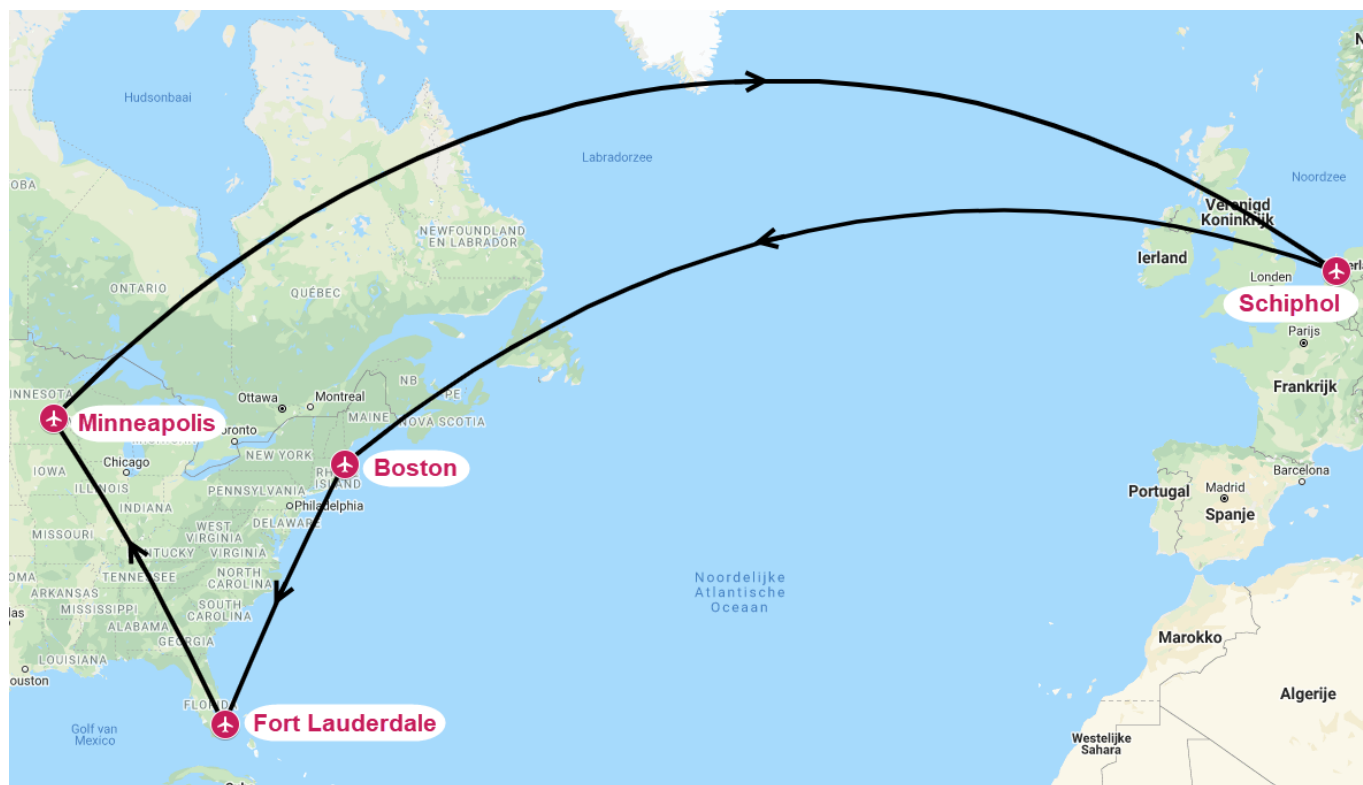 Hudsonbaai
Labradorzee
Noordzee
OBA
NEWFOUNDLAND
EN LABRADOR
Verenigd
Koninkrijk
Ierland
Londen
Schiphol
ONTARIO
QUÉBEC
Parijs
Frankrijk
NB
PE
MAINE
NOVA SCOTIA
Ottawa
Montreal
Minneapolis
Boston
NEW YORK
Chicago
IOWA
ILLINOIS
INDIANA
PENNSYLVANIA
Philadelphia
Barcelona
Madrid
Portugal
Spanje
MISSOURI
WEST
VIRGINIA
VIRGINIA
DELAWARE
TENNESSEE
NORTH
CAROLINA
ARKANSAS
MISSISSIPPI
SOUTH
CAROLINA
ALABAMA
GEORGIA
LOUISIANA
ouston
Noordelijke
Atlantische
Oceaan
Marokko
Algerije
Westelijke
Sahara
Golf van
Mexico
Fort Lauderdale